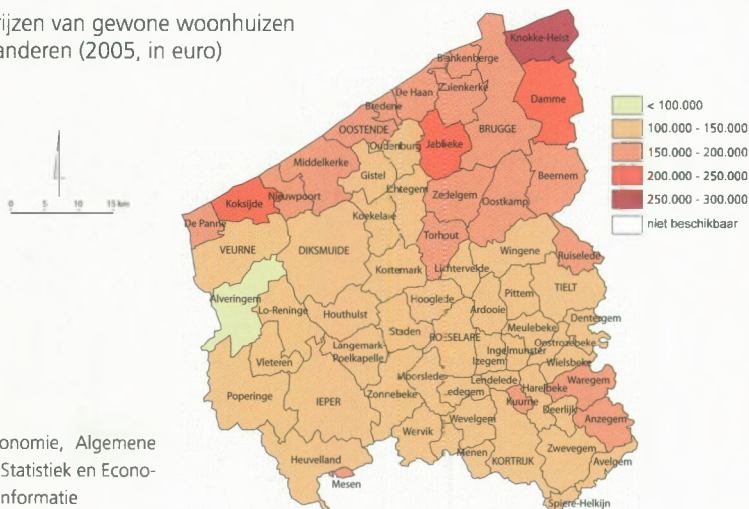 rijzen van gewone woonhuizen
anderen (2005, in euro)
Knokke-Heist
Blankenberge
Zuienkerke
De Haan
Damme
Bredene
OOSTENDE
BRUGGE
Oudenburg
Jabbeke
Middelkerke
Gistel
Beernem
Ichtegem
Zedelgem
Nieuwpoort
Koksijde
Oostkamp
Koekelare
De Panne
Torhout
VEURNE
DIKSMUIDE
Wingene
Ruiselede
Kortemark
Lichtervelde
TIELT
Pittem
Alveringem
Hooglede
Lo-Reninge
Ardooie
Houthulst
Dentergem
Meulebeke
Staden
ROESELARE
Oostrozebeke
Langemark-
Poelkapelle
Ingelmunster
Izegem
Wielsbeke
Vleteren
Moorslede
Lendelede
Waregem
Harelbeke
Ledegem
Zonnebeke
Poperinge
IEPER
Kuurne
Deerlijk
Anzegem
Wevelgem
Wervik
Zwevegem
Menen
Heuvelland
KORTRIJK
Avelgem
Mesen
Spiere-Helkijn
< 100.000
100.000 - 150.000
150.000 - 200.000
200.000 - 250.000
250.000 - 300.000
niet beschikbaar
0 5 10 15 km
onomie, Algemene
Statistiek en Econo-
nformatie